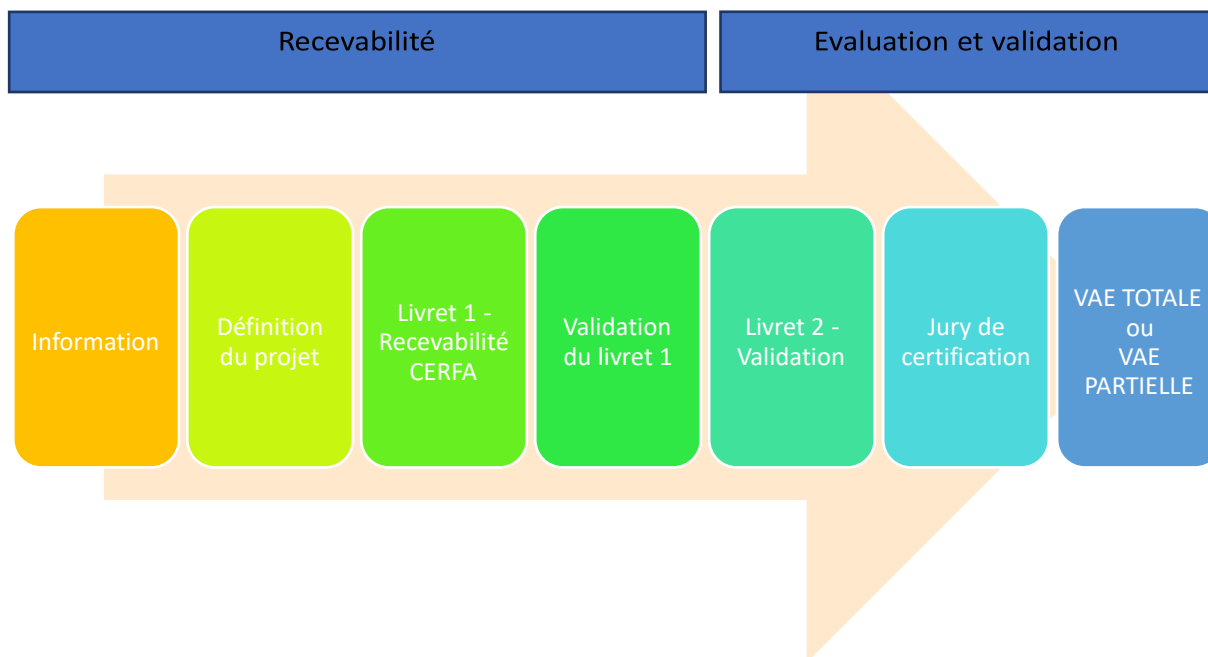 Recevabilité
Evaluation et validation
Information
Définition
du projet
Livret 1 -
Recevabilité
CERFA
Validation
du livret 1
Livret 2 -
Validation
Jury de
certification
VAE TOTALE
ou
VAE
PARTIELLE